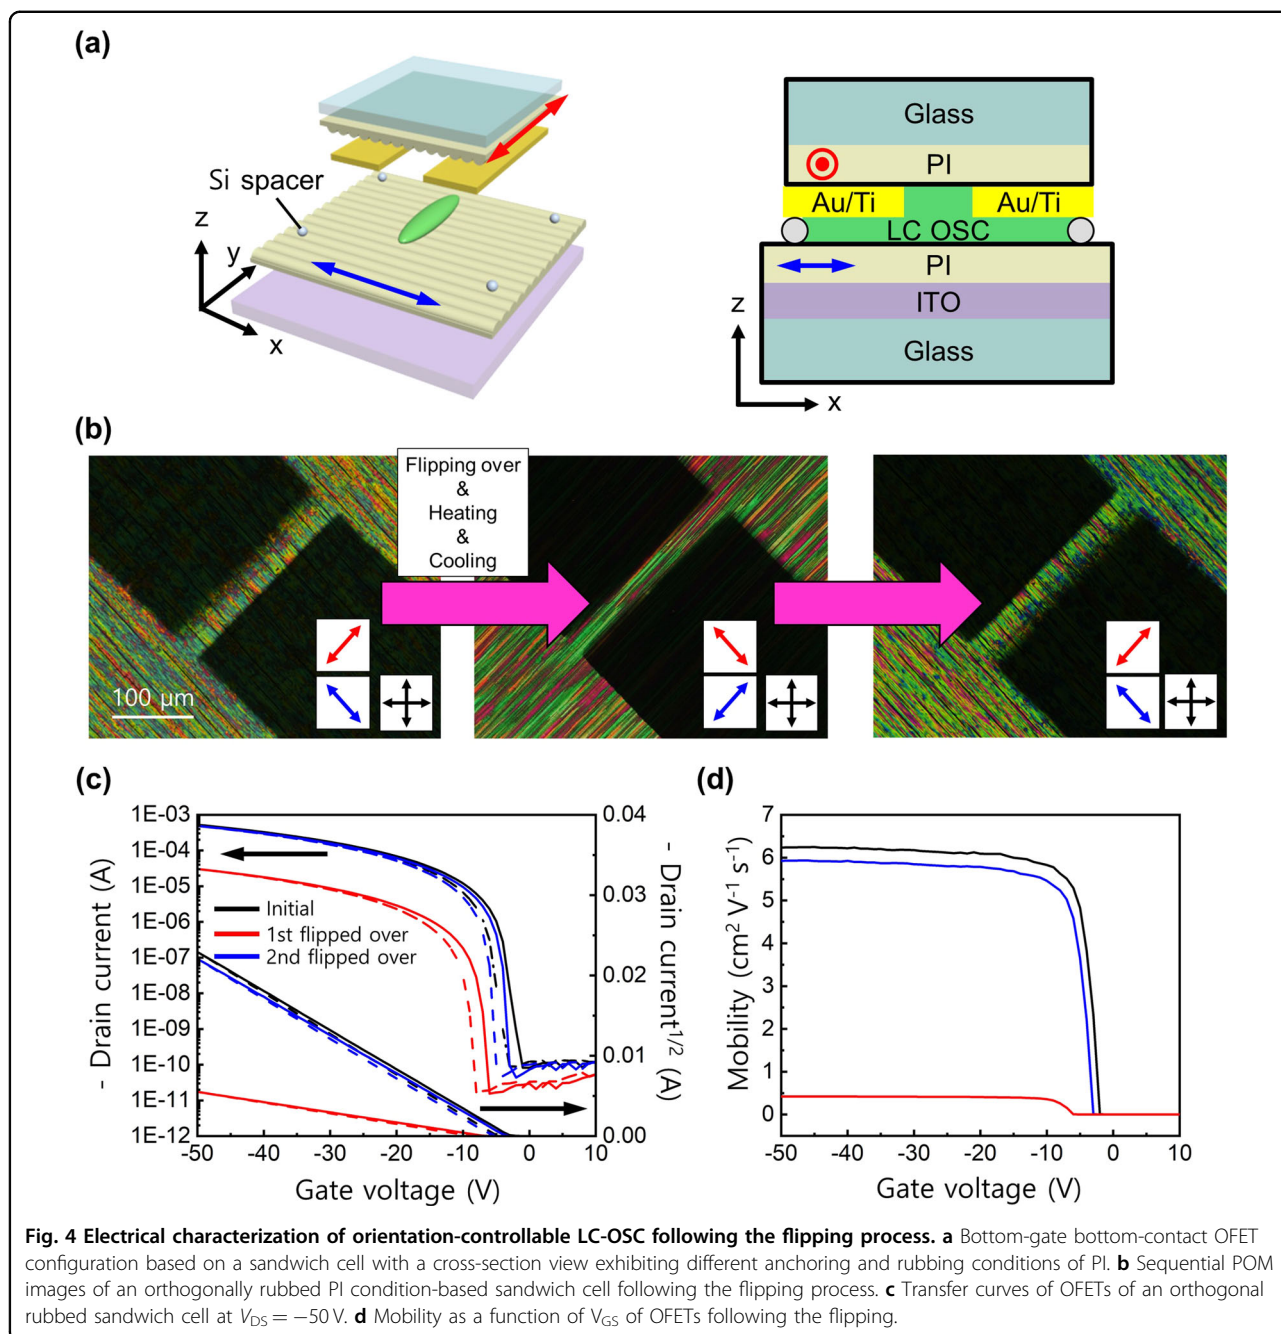 (a)
Si spacer
z
y
x
Glass
PI
Au/Ti
Au/Ti
LC OSC
PI
ITO
Glass
z
x
(b)
Flipping over
&
Heating
&
Cooling
100 μm
(c)
- Drain current (A)
1E-03
1E-04
1E-05
1E-06
1E-07
1E-08
1E-09
1E-10
1E-11
1E-12
Initial
1st flipped over
2nd flipped over
0.04
0.03
0.02
0.01
0.00
- Drain current1/2 (A)
-50 -40 -30 -20 -10 0 10
Gate voltage (V)
(d)
Mobility (cm² V⁻¹ s⁻¹)
7
6
5
4
3
2
1
0
-50 -40 -30 -20 -10 0 10
Gate voltage (V)
Fig. 4 Electrical characterization of orientation-controllable LC-OSC following the flipping process. a Bottom-gate bottom-contact OFET
configuration based on a sandwich cell with a cross-section view exhibiting different anchoring and rubbing conditions of PI. b Sequential POM
images of an orthogonally rubbed PI condition-based sandwich cell following the flipping process. c Transfer curves of OFETs of an orthogonal
rubbed sandwich cell at VDS = −50 V. d Mobility as a function of VGS of OFETs following the flipping.